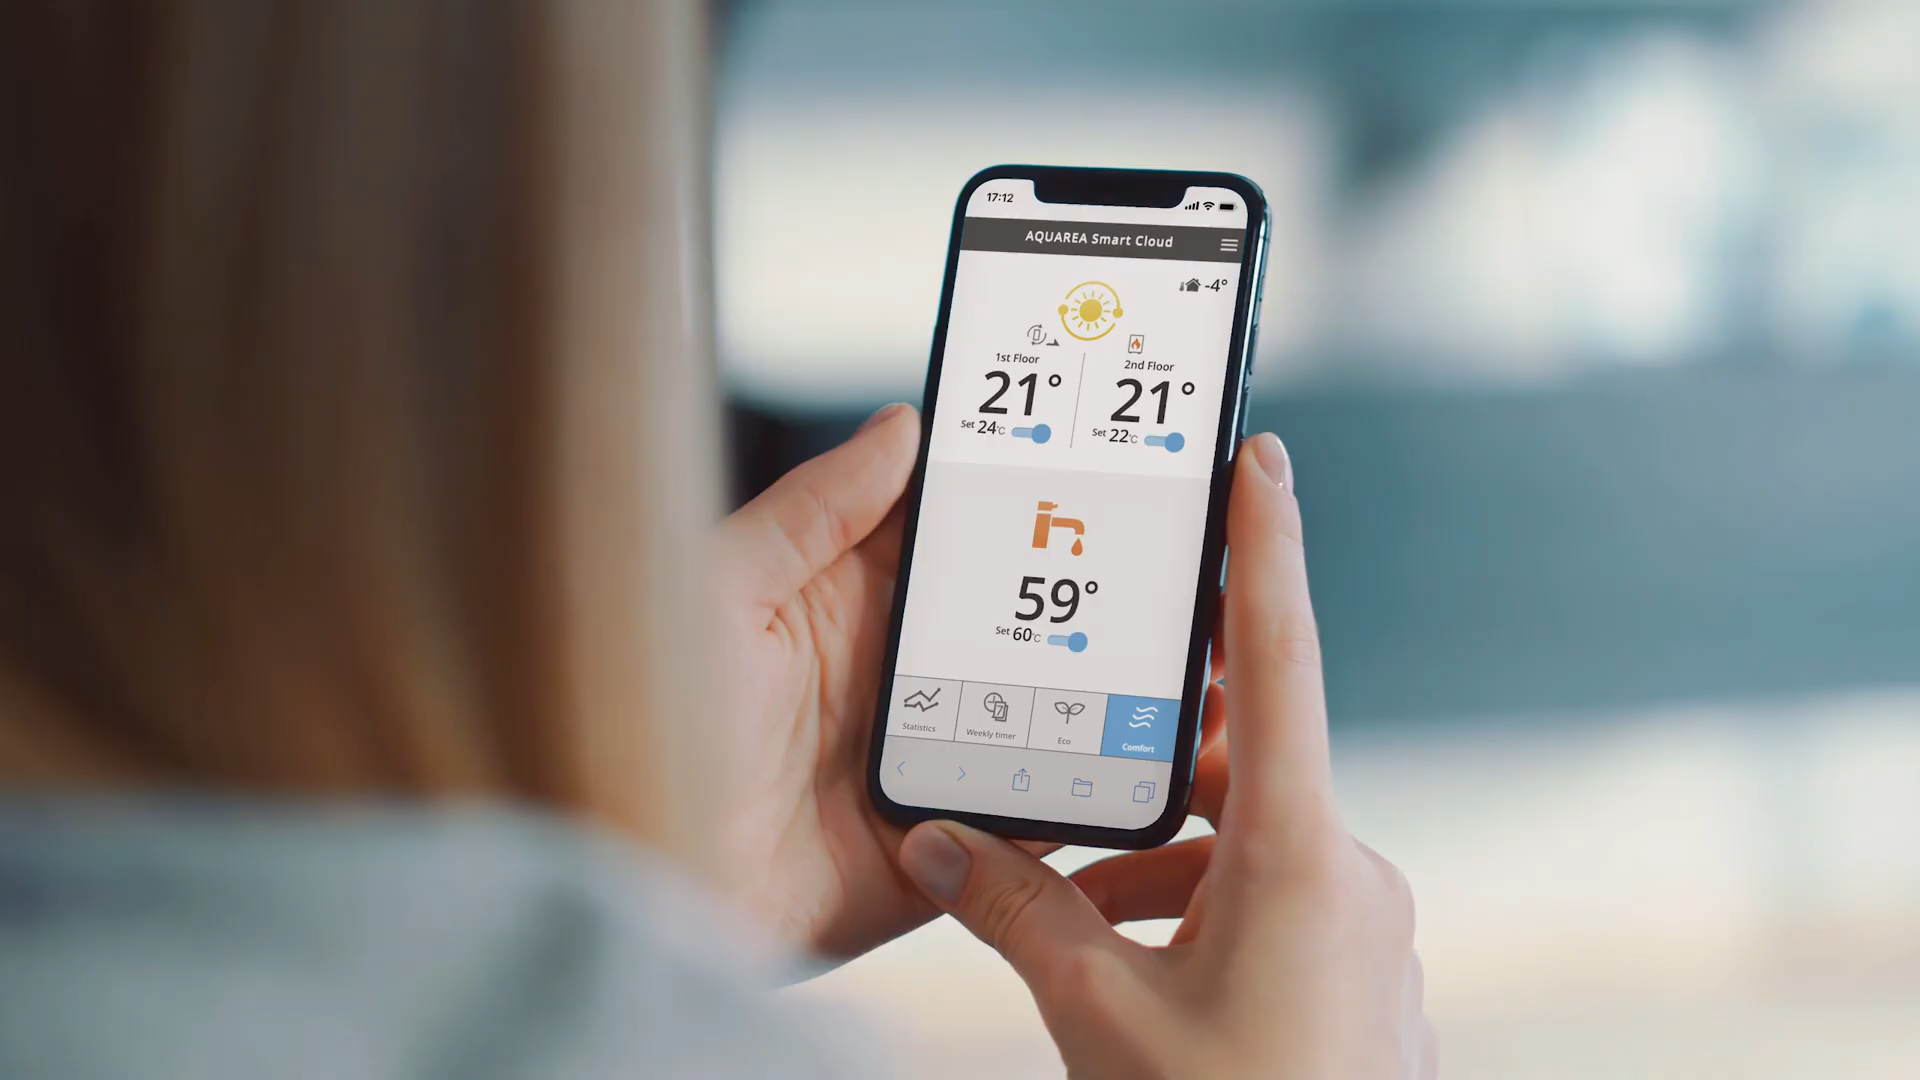 17:12
AQUAREA Smart Cloud
-4°
1st Floor
21°
Set 24°C
2nd Floor
21°
Set 22°C
59°
Set 60°C
Statistics
Weekly timer
7
Eco
Comfort